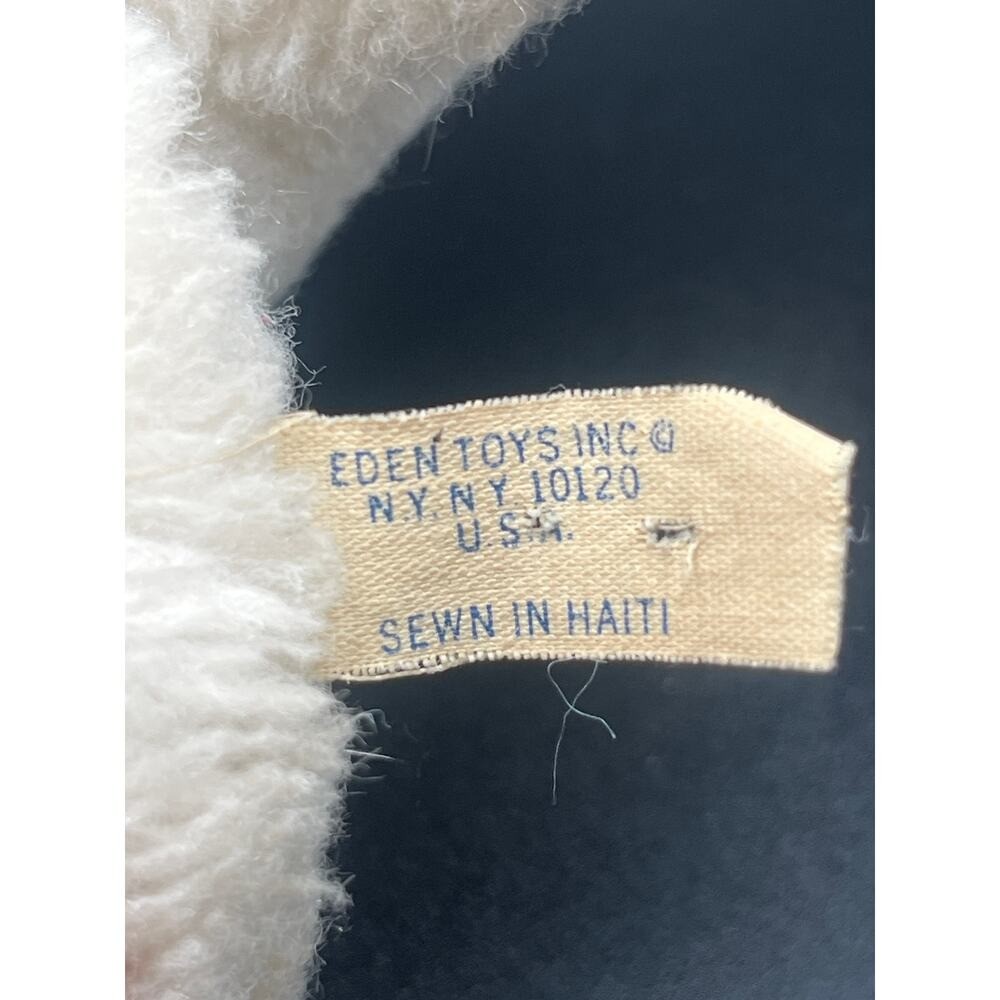 EDEN TOYS INC ©
N.Y. N.Y. 10120
U.S.A.
SEWN IN HAITI